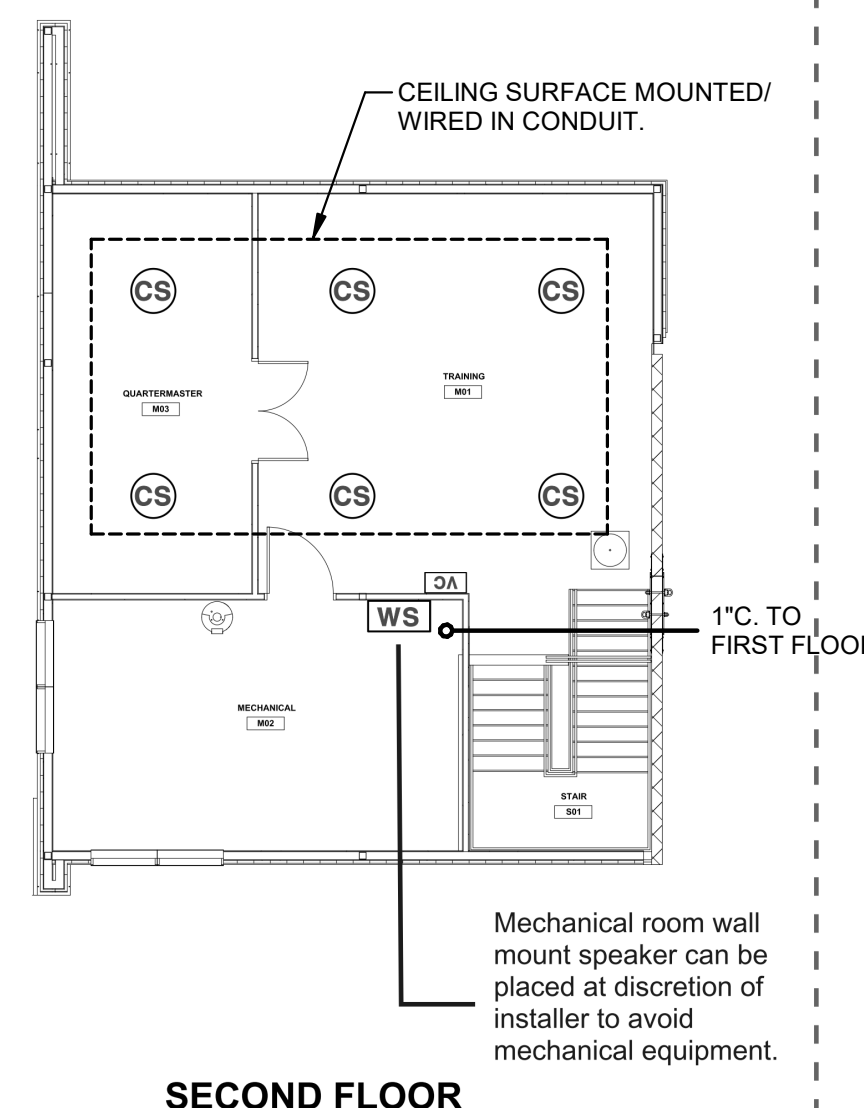 CEILING SURFACE MOUNTED/
WIRED IN CONDUIT.
CS CS CS
TRAINING
M01
QUARTERMASTER
M03
CS CS CS
VC
WS
1"C. TO
FIRST FLOOR
MECHANICAL
M02
STAIR
S01
Mechanical room wall
mount speaker can be
placed at discretion of
installer to avoid
mechanical equipment.
SECOND FLOOR